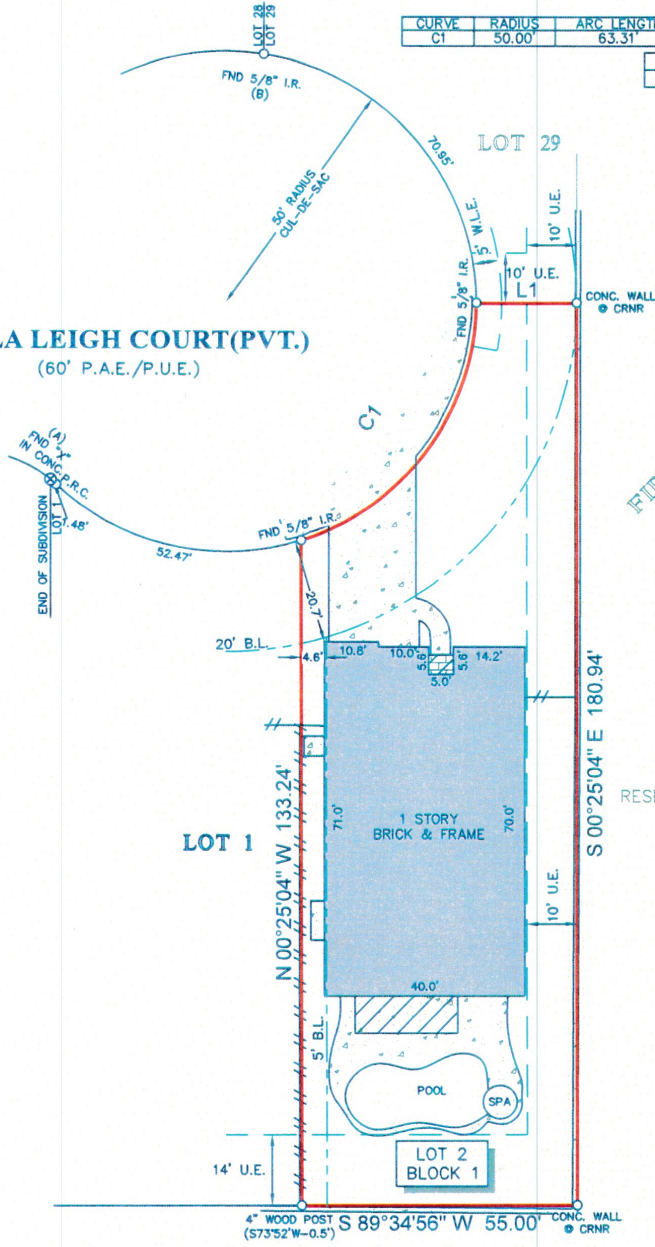 LOT 28
LOT 29
CURVE RADIUS ARC LENGTH
C1 50.00' 63.31'
FND 5/8" I.R.
(B)
70.95'
LOT 29
50' RADIUS
CUL-DE-SAC
5' W.L.E.
10' U.E.
10' U.E.
L1
FND 5/8" I.R.
CONC. WALL
@ CRNR
LEIGH COURT(PVT.)
(60' P.A.E./P.U.E.)
C1
(A)
FND "X"
IN CONC.
P.R.C.
LOT 1
END OF SUBDIVISION
1.48'
52.47'
FND 5/8" I.R.
20.7'
20' B.L.
4.6'
10.8'
10.0'
5.6'
5.0'
5.6'
14.2'
S 00°25'04" E 180.94'
N 00°25'04" W 133.24'
LOT 1
71.0'
1 STORY
BRICK & FRAME
70.0'
10' U.E.
40.0'
5' B.L.
POOL
SPA
LOT 2
BLOCK 1
14' U.E.
4" WOOD POST
(S73°52'W-0.5')
S 89°34'56" W 55.00'
CONC. WALL
@ CRNR